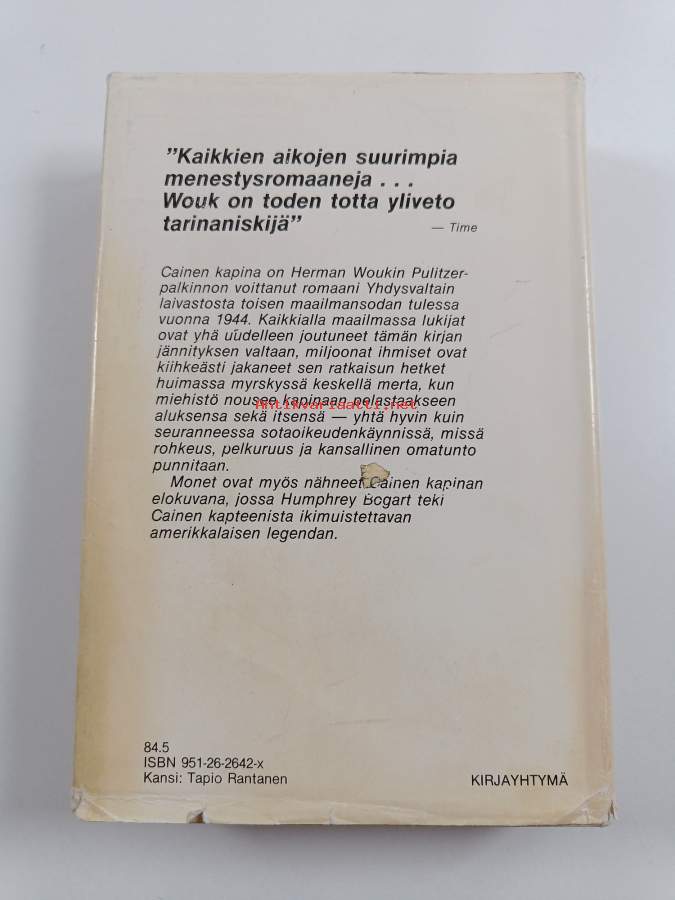 "Kaikkien aikojen suurimpia
menestysromaaneja . . .
Wouk on toden totta yliveto
tarinaniskijä"
— Time
Cainen kapina on Herman Woukin Pulitzer-
palkinnon voittanut romaani Yhdysvaltain
laivastosta toisen maailmansodan tulessa
vuonna 1944. Kaikkialla maailmassa lukijat
ovat yhä uudelleen joutuneet tämän kirjan
jännityksen valtaan, miljoonat ihmiset ovat
kiihkeästi jakaneet sen ratkaisun hetket
huimassa myrskyssä keskellä merta, kun
miehistö nousee kapinaan pelastaakseen
Antikvariaatti.net
aluksensa sekä itsensä — yhtä hyvin kuin
seuranneessa sotaoikeudenkäynnissä, missä
rohkeus, pelkuruus ja kansallinen omatunto
punnitaan.
Monet ovat myös nähneet Cainen kapinan
elokuvana, jossa Humphrey Bogart teki
Cainen kapteenista ikimuistettavan
amerikkalaisen legendan.
84.5
ISBN 951-26-2642-x
Kansi: Tapio Rantanen
KIRJAYHTYMÄ